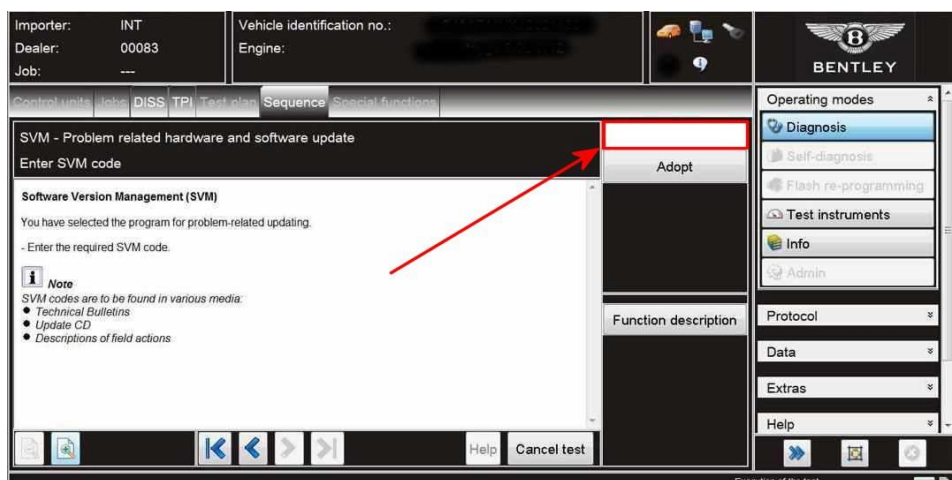 Importer: INT
Dealer: 00083
Job: ---
Vehicle identification no.:
Engine:
BENTLEY
Control units Jobs DISS TPI Test plan Sequence Special functions
SVM - Problem related hardware and software update
Enter SVM code
Software Version Management (SVM)
You have selected the program for problem-related updating.
- Enter the required SVM code.
i Note
SVM codes are to be found in various media:
● Technical Bulletins
● Update CD
● Descriptions of field actions
Help Cancel test
Adopt
Function description
Operating modes
Diagnosis
Self-diagnosis
Flash re-programming
Test instruments
Info
Admin
Protocol
Data
Extras
Help